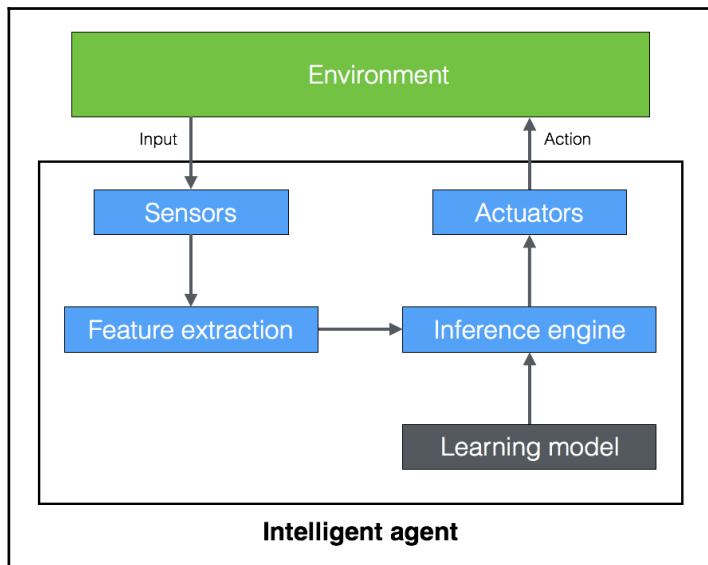 Environment
Input
Action
Sensors
Actuators
Feature extraction
Inference engine
Learning model
Intelligent agent